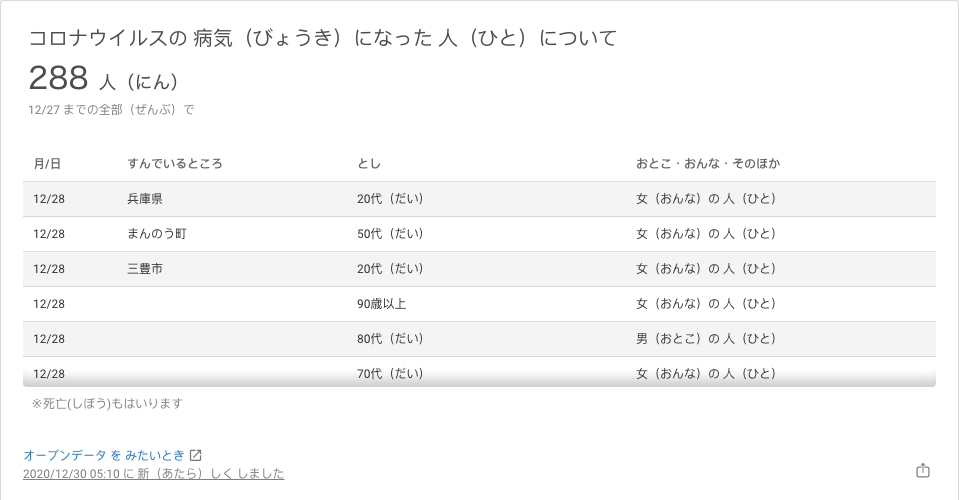 コロナウイルスの 病気（びょうき）になった 人（ひと）について
288 人（にん）
12/27 までの全部（ぜんぶ）で
月/日 すんでいるところ とし おとこ・おんな・そのほか
12/28 兵庫県 20代（だい） 女（おんな）の 人（ひと）
12/28 まんのう町 50代（だい） 女（おんな）の 人（ひと）
12/28 三豊市 20代（だい） 女（おんな）の 人（ひと）
12/28 90歳以上 女（おんな）の 人（ひと）
12/28 80代（だい） 男（おとこ）の 人（ひと）
12/28 70代（だい） 女（おんな）の 人（ひと）
※死亡(しぼう)もはいります
オープンデータ を みたいとき
2020/12/30 05:10 に 新（あたら）しく しました